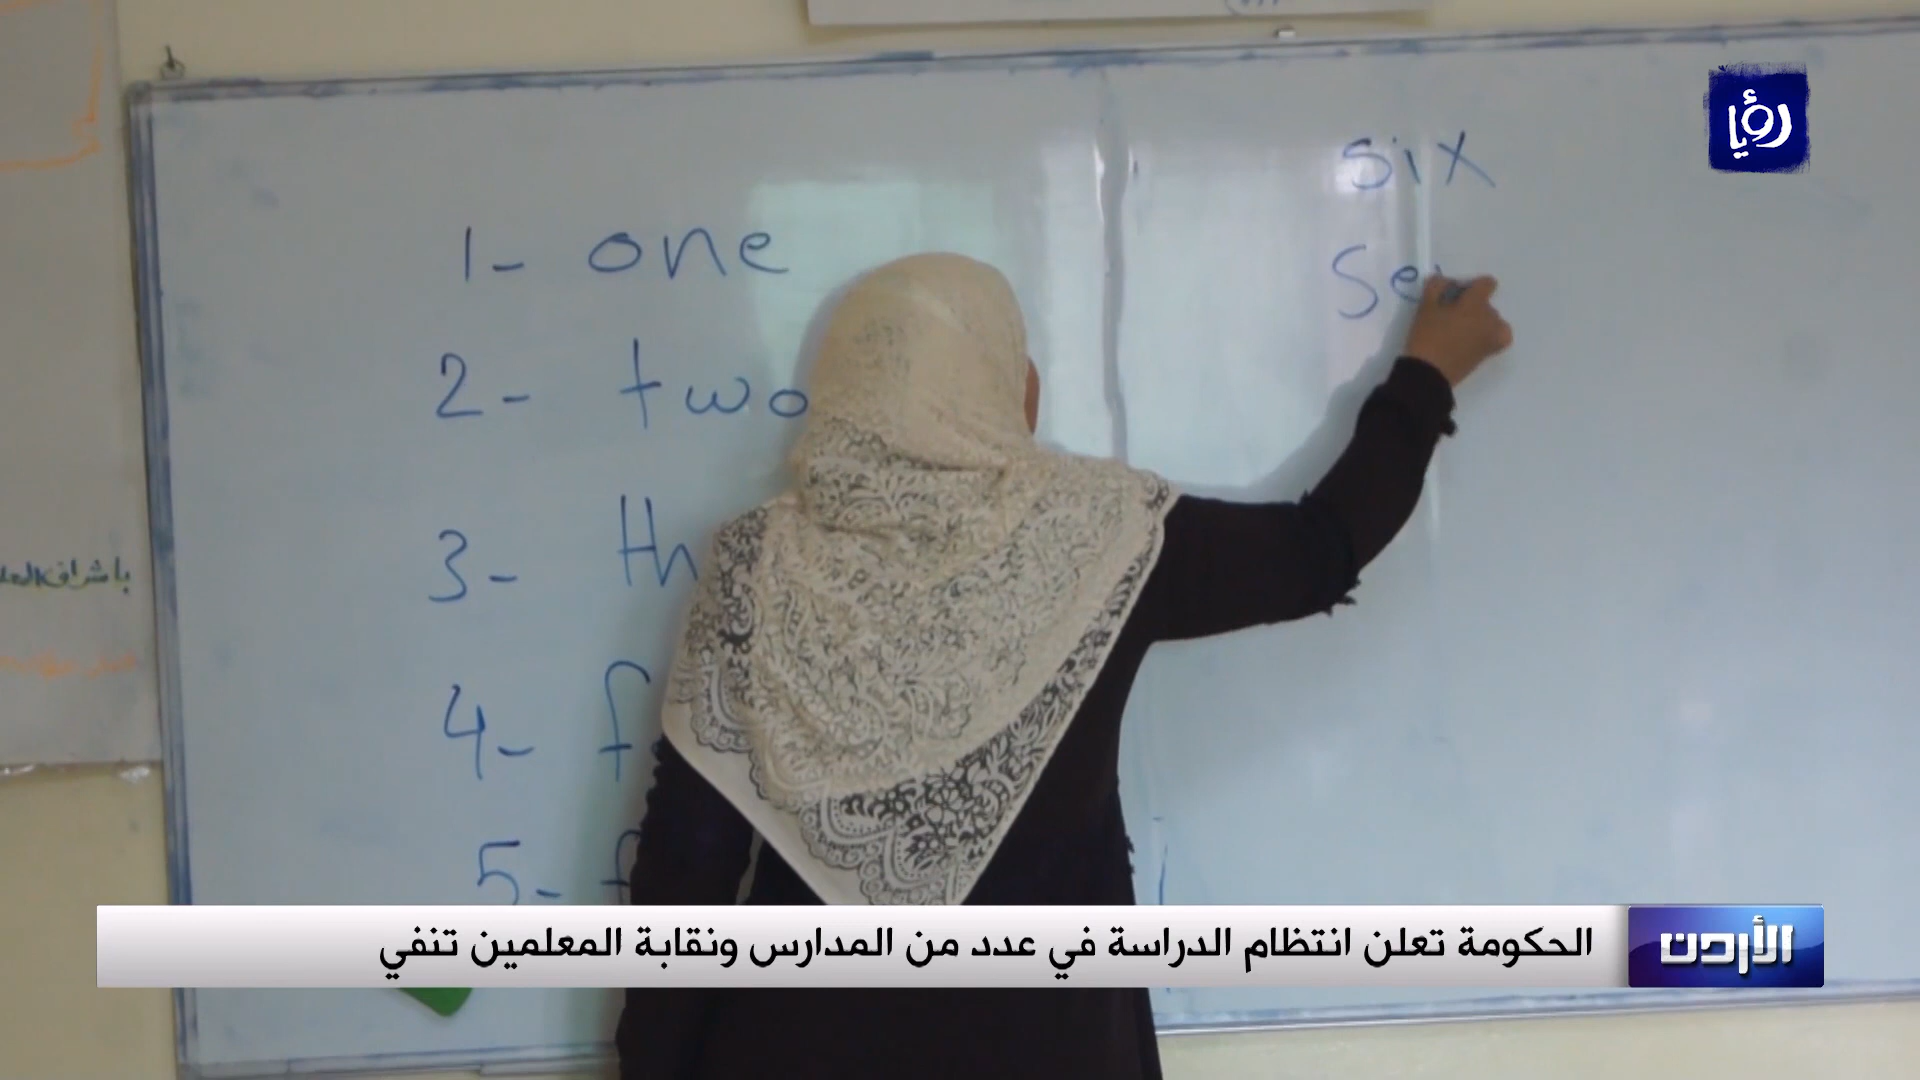 رؤيا
six
1- one
2- two
3-
4-
5-
باشراف
الأردن
الحكومة تعلن انتظام الدراسة في عدد من المدارس ونقابة المعلمين تنفي